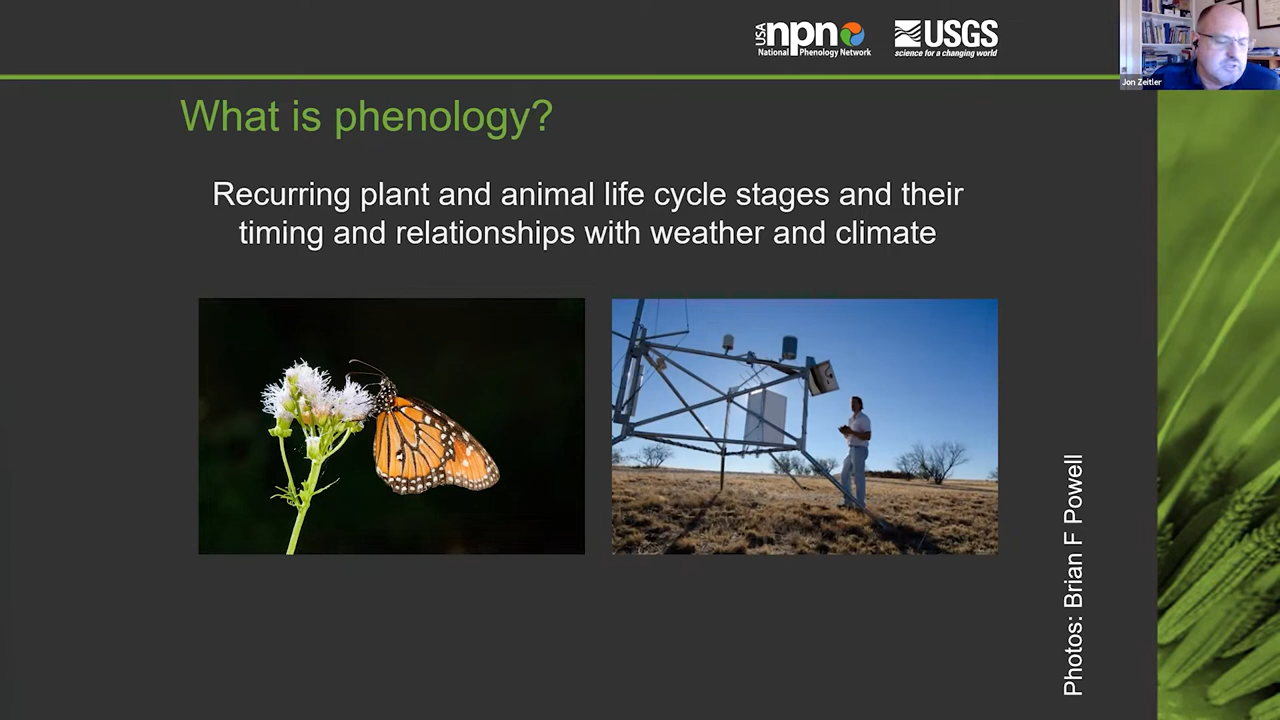 USA npn
National Phenology Network
USGS
science for a changing world
Jon Zeitler
What is phenology?
Recurring plant and animal life cycle stages and their
timing and relationships with weather and climate
Photos: Brian F Powell